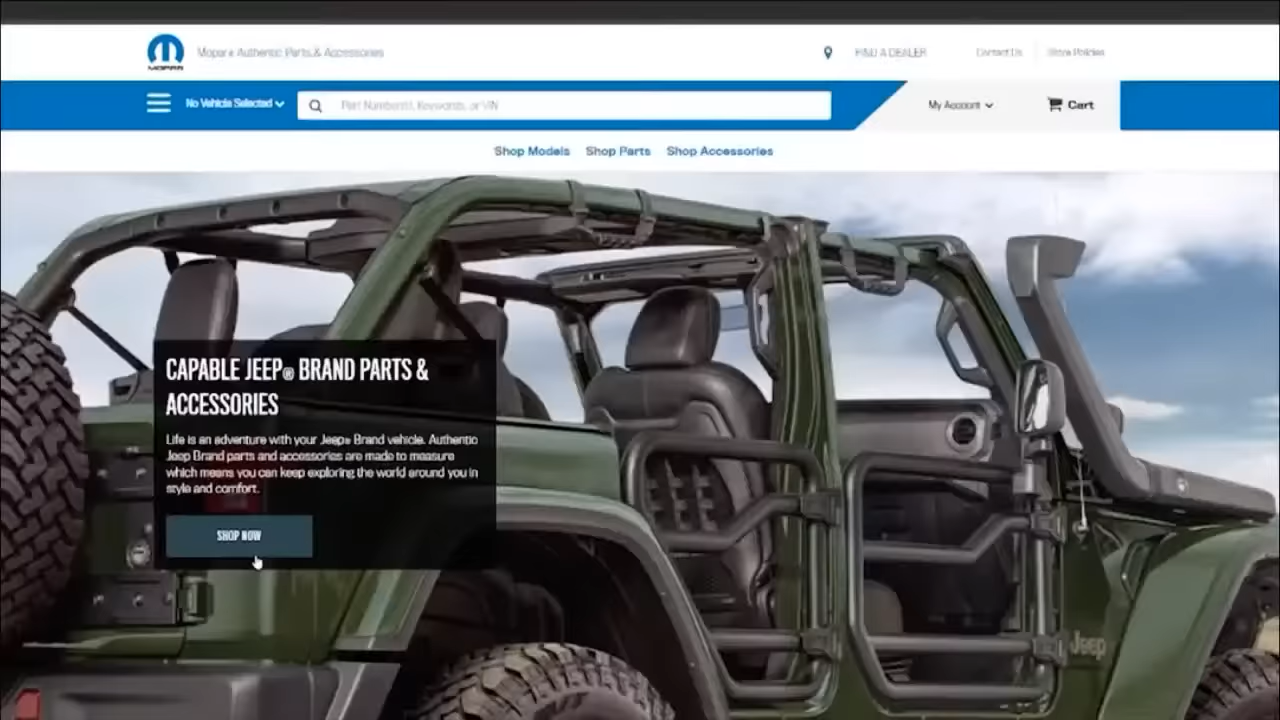 MOPAR
Mopar® Authentic Parts & Accessories
FIND A DEALER
Contact Us
Store Policies
No Vehicle Selected
Part Number(s), Keywords, or VIN
My Account
Cart
Shop Models
Shop Parts
Shop Accessories
CAPABLE JEEP® BRAND PARTS &
ACCESSORIES
Life is an adventure with your Jeep® Brand vehicle. Authentic
Jeep Brand parts and accessories are made to measure
which means you can keep exploring the world around you in
style and comfort.
SHOP NOW
Jeep